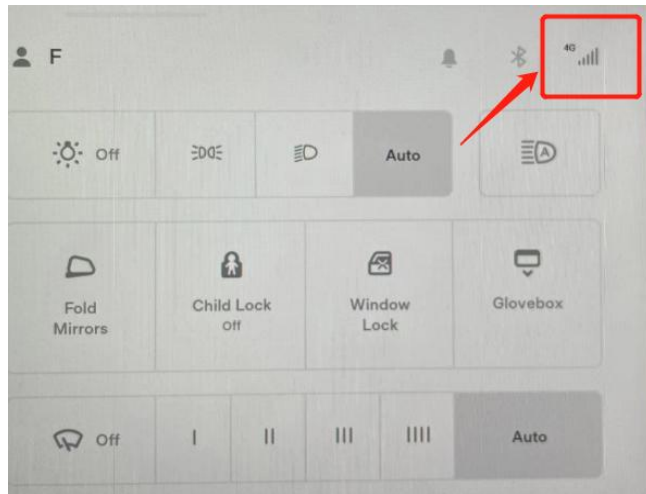 F
4G
Off
Auto
A
Fold
Mirrors
Child Lock
Off
Window
Lock
Glovebox
Off
I
II
III
IIII
Auto